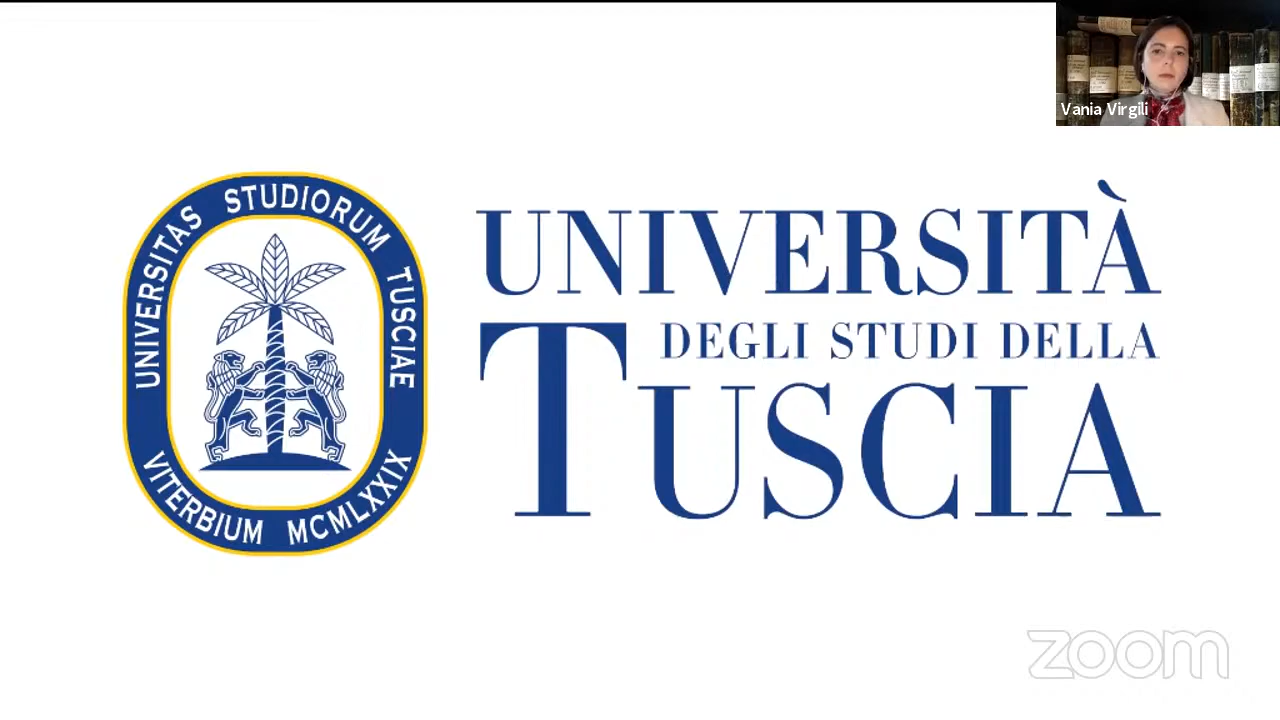 Vania Virgili
UNIVERSITAS STUDIORUM TUSCIAE
VITERBIUM MCMLXXIX
UNIVERSITÀ
DEGLI STUDI DELLA
TUSCIA
zoom